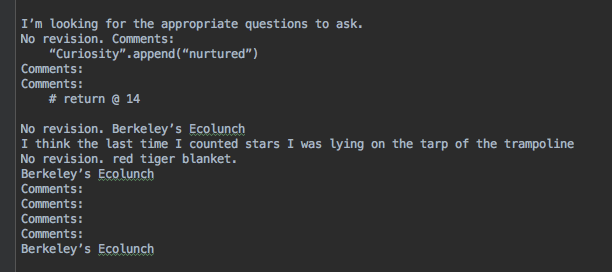 I’m looking for the appropriate questions to ask.
No revision. Comments:
    “Curiosity”.append(“nurtured”)
Comments:
Comments:
    # return @ 14

No revision. Berkeley’s Ecolunch
I think the last time I counted stars I was lying on the tarp of the trampoline
No revision. red tiger blanket.
Berkeley’s Ecolunch
Comments:
Comments:
Comments:
Comments:
Berkeley’s Ecolunch